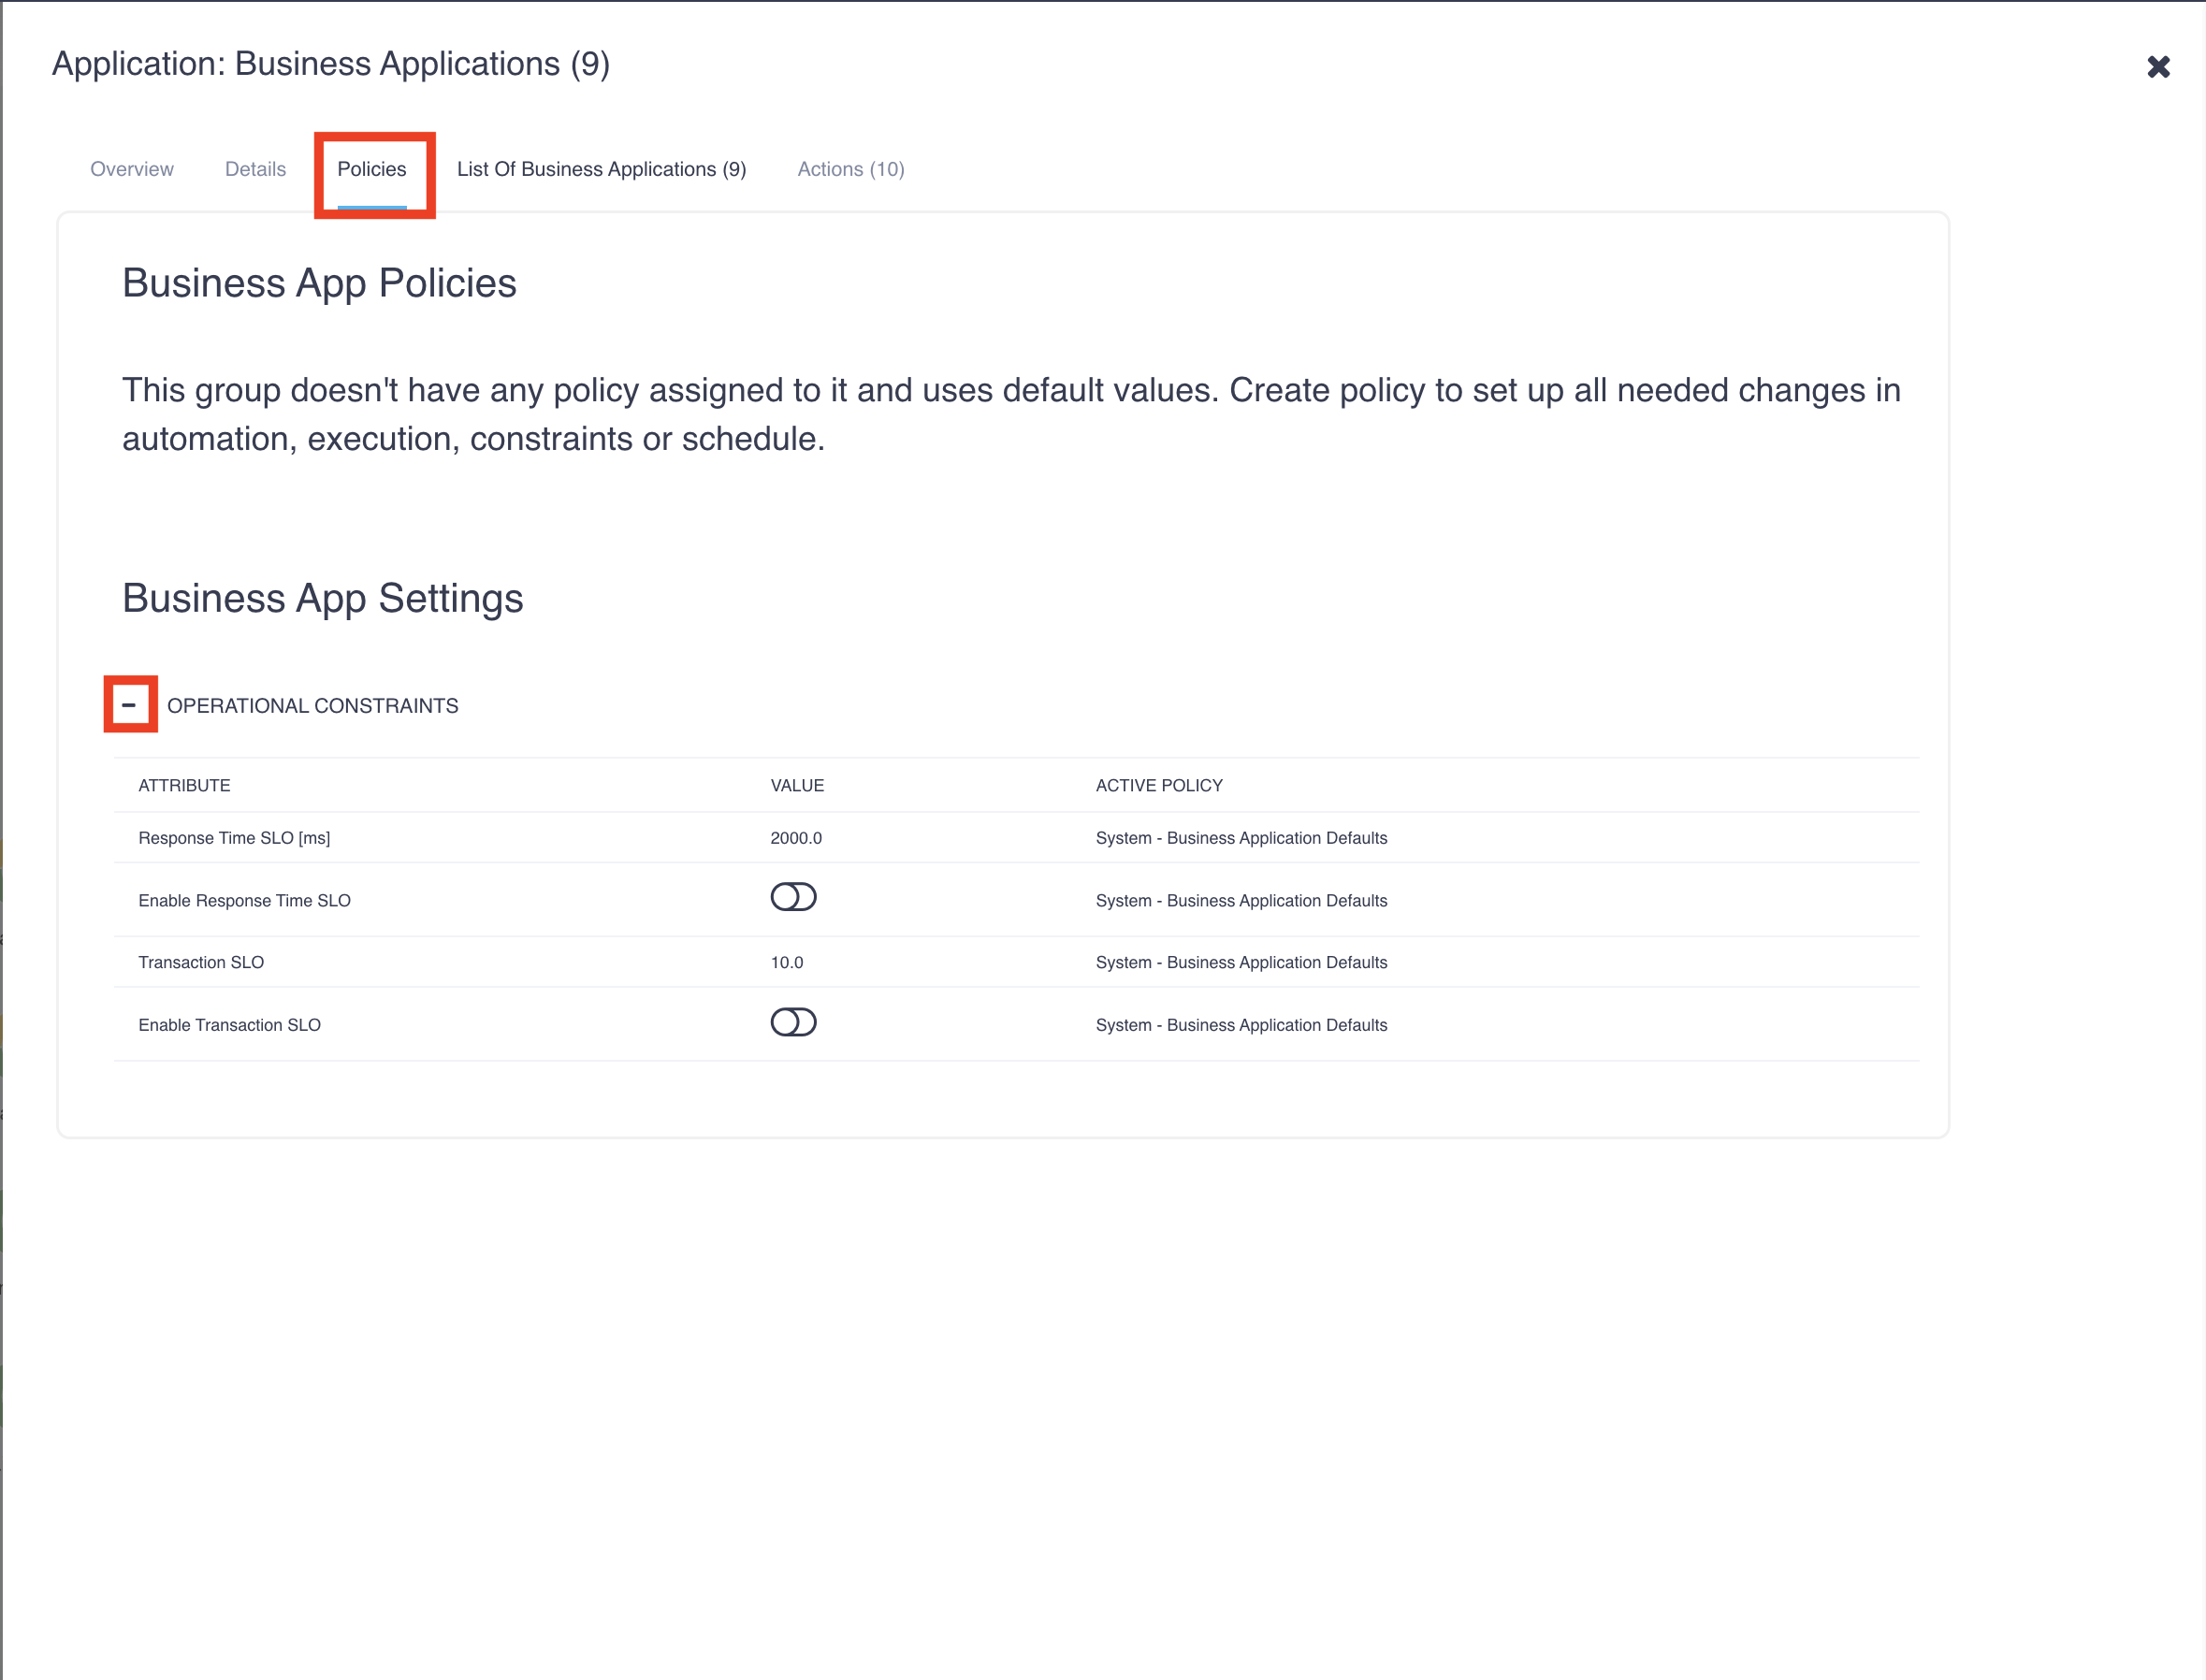 Application: Business Applications (9)
Overview Details Policies List Of Business Applications (9) Actions (10)
Business App Policies
This group doesn't have any policy assigned to it and uses default values. Create policy to set up all needed changes in
automation, execution, constraints or schedule.
Business App Settings
OPERATIONAL CONSTRAINTS
ATTRIBUTE VALUE ACTIVE POLICY
Response Time SLO [ms] 2000.0 System - Business Application Defaults
Enable Response Time SLO System - Business Application Defaults
Transaction SLO 10.0 System - Business Application Defaults
Enable Transaction SLO System - Business Application Defaults